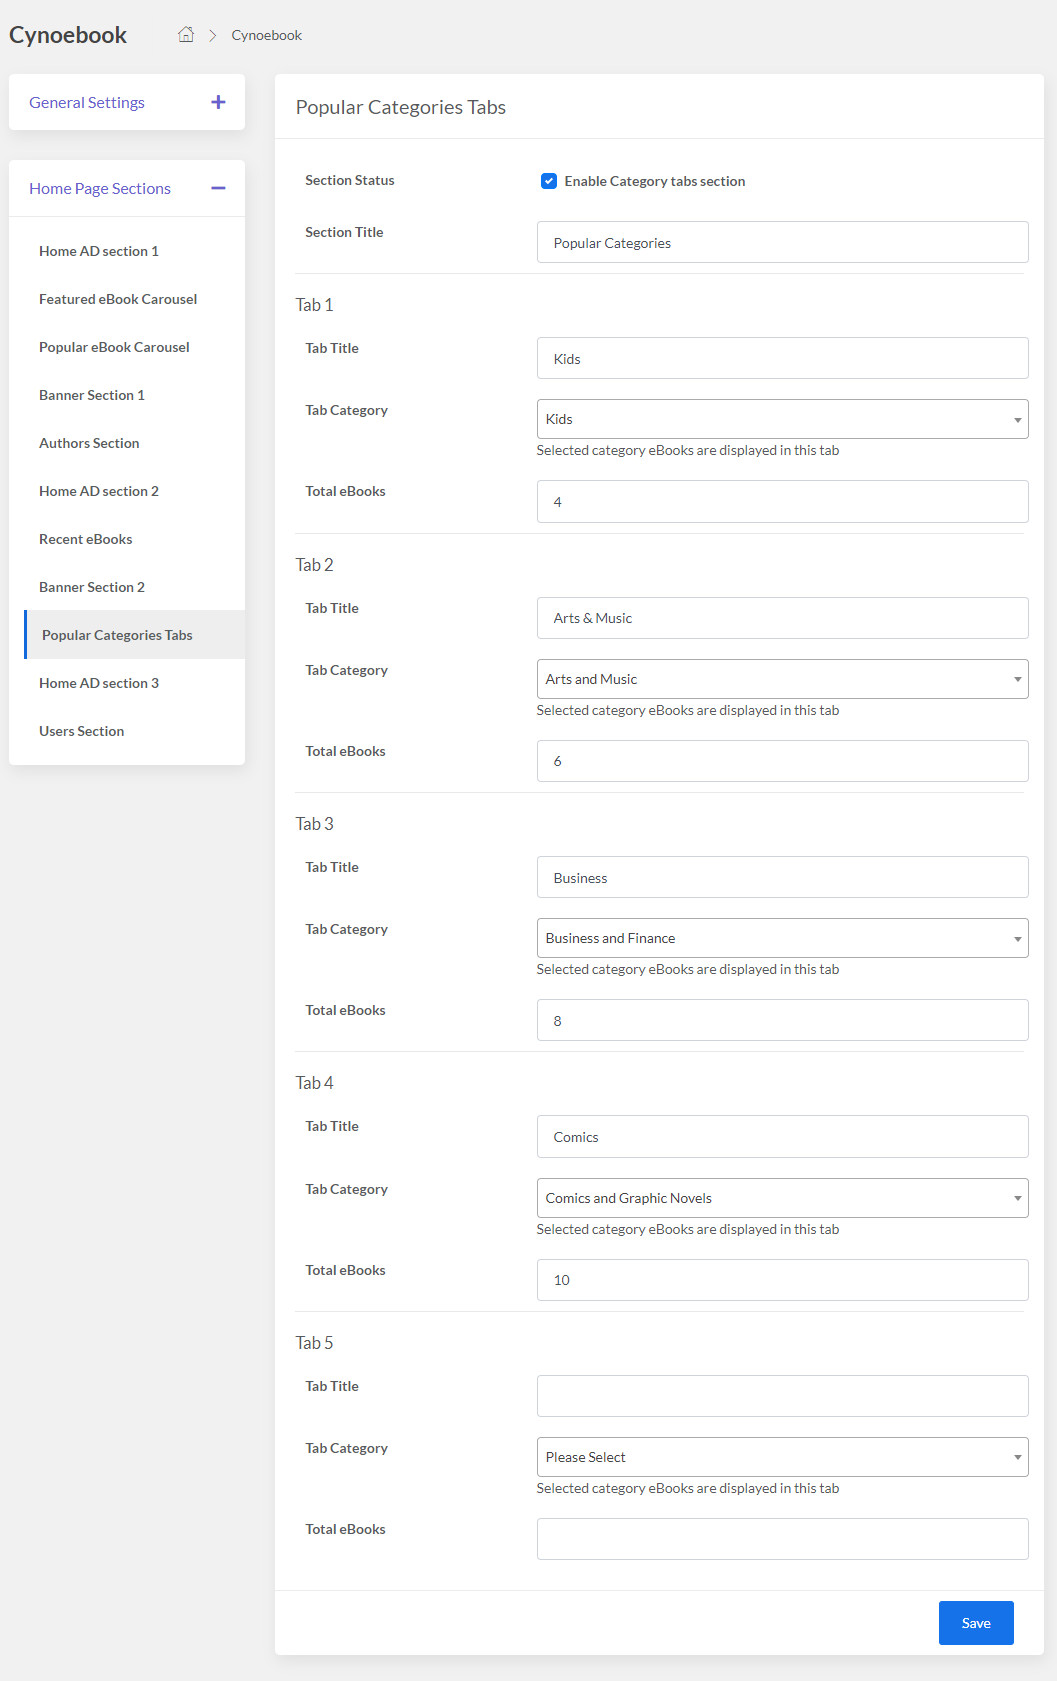 Cynoebook
Cynoebook
General Settings
Home Page Sections
Home AD section 1
Featured eBook Carousel
Popular eBook Carousel
Banner Section 1
Authors Section
Home AD section 2
Recent eBooks
Banner Section 2
Popular Categories Tabs
Home AD section 3
Users Section
Popular Categories Tabs
Section Status
Enable Category tabs section
Section Title
Popular Categories
Tab 1
Tab Title
Kids
Tab Category
Kids
Selected category eBooks are displayed in this tab
Total eBooks
4
Tab 2
Tab Title
Arts & Music
Tab Category
Arts and Music
Selected category eBooks are displayed in this tab
Total eBooks
6
Tab 3
Tab Title
Business
Tab Category
Business and Finance
Selected category eBooks are displayed in this tab
Total eBooks
8
Tab 4
Tab Title
Comics
Tab Category
Comics and Graphic Novels
Selected category eBooks are displayed in this tab
Total eBooks
10
Tab 5
Tab Title
Tab Category
Please Select
Selected category eBooks are displayed in this tab
Total eBooks
Save